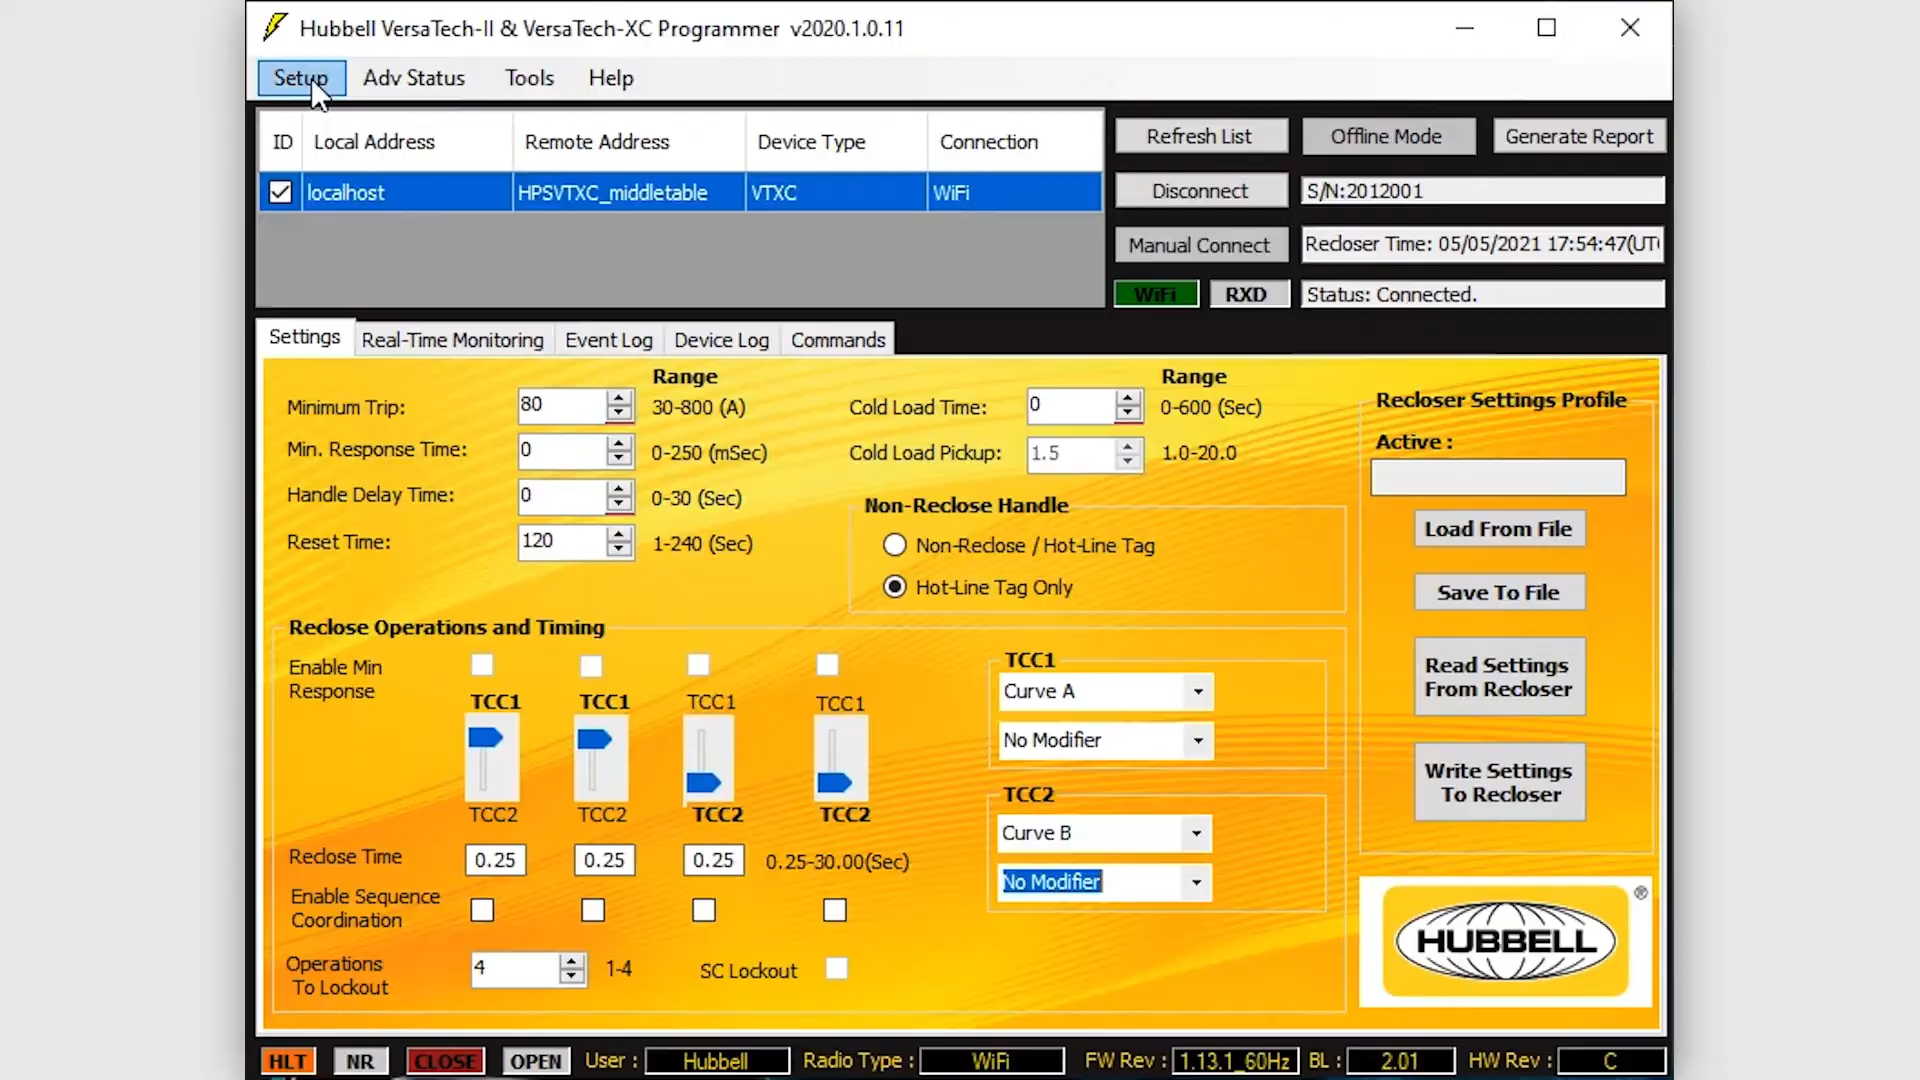 Hubbell VersaTech-II & VersaTech-XC Programmer v2020.1.0.11
Setup Adv Status Tools Help
ID Local Address Remote Address Device Type Connection
localhost HPSVTXC_middletable VTXC WiFi
Refresh List Offline Mode Generate Report
Disconnect S/N:2012001
Manual Connect Recloser Time: 05/05/2021 17:54:47(UT
WiFi RXD Status: Connected.
Settings Real-Time Monitoring Event Log Device Log Commands
Range
Minimum Trip: 80 30-800 (A)
Min. Response Time: 0 0-250 (mSec)
Handle Delay Time: 0 0-30 (Sec)
Reset Time: 120 1-240 (Sec)
Range
Cold Load Time: 0 0-600 (Sec)
Cold Load Pickup: 1.5 1.0-20.0
Non-Reclose Handle
Non-Reclose / Hot-Line Tag
Hot-Line Tag Only
Recloser Settings Profile
Active :
Load From File
Save To File
Read Settings
From Recloser
Write Settings
To Recloser
Reclose Operations and Timing
Enable Min
Response
TCC1 TCC1 TCC1 TCC1
TCC2 TCC2 TCC2 TCC2
Reclose Time 0.25 0.25 0.25 0.25-30.00(Sec)
Enable Sequence
Coordination
Operations
To Lockout
4 1-4 SC Lockout
TCC1
Curve A
No Modifier
TCC2
Curve B
No Modifier
HUBBELL ®
HLT NR CLOSE OPEN User : Hubbell Radio Type : WiFi FW Rev : 1.13.1_60Hz BL : 2.01 HW Rev : C